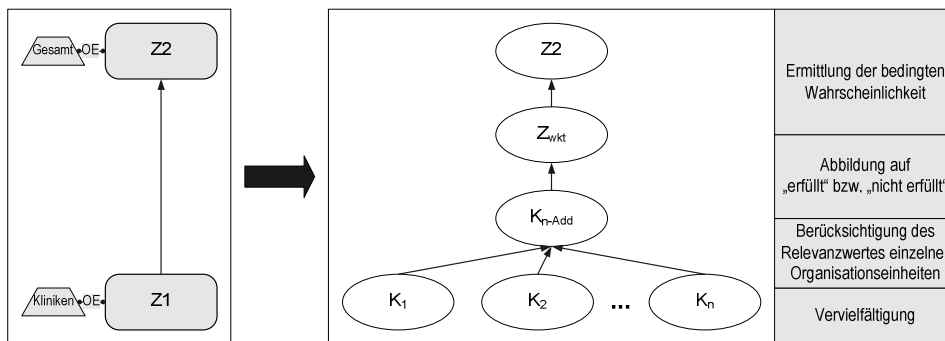 Gesamt
OE
Z2
Kliniken
OE
Z1
Z2
Zwkt
Kn-Add
K1
K2
...
Kn
Ermittlung der bedingten
Wahrscheinlichkeit
Abbildung auf
„erfüllt“ bzw. „nicht erfüllt“
Berücksichtigung des
Relevanzwertes einzelne
Organisationseinheiten
Vervielfältigung